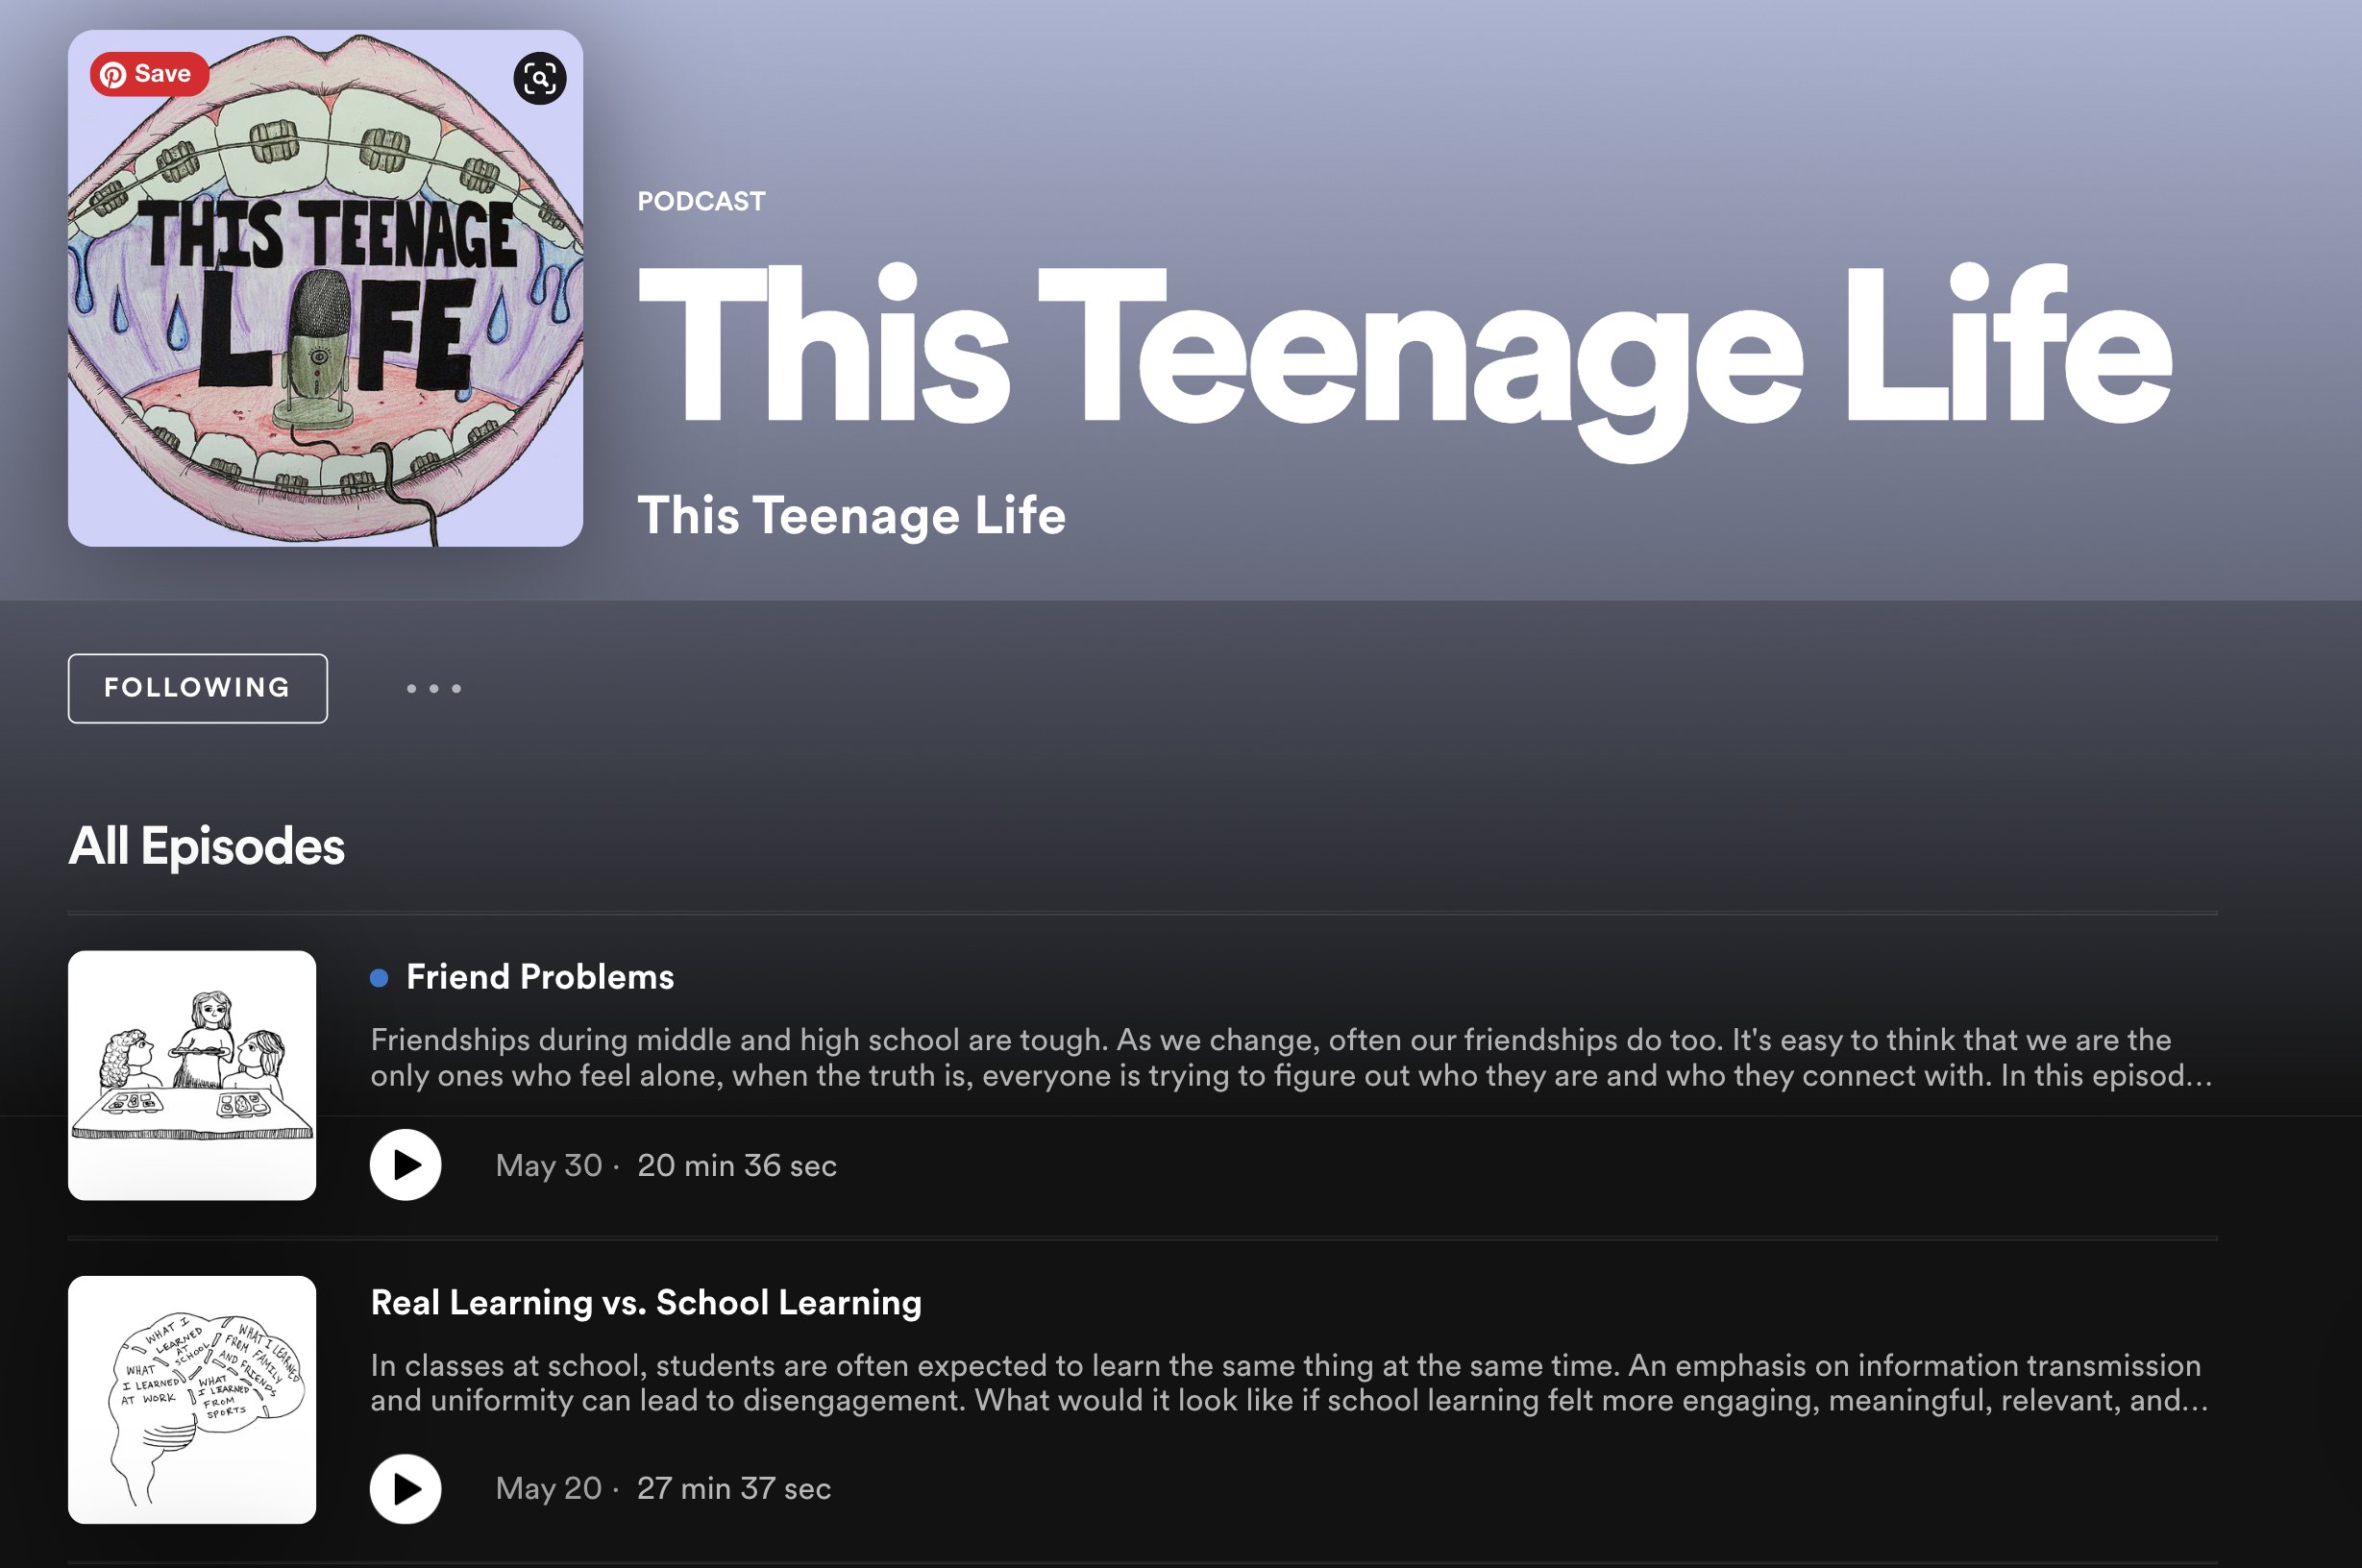 Save
THIS TEENAGE
L FE
PODCAST
This Teenage Life
This Teenage Life
FOLLOWING
All Episodes
Friend Problems
Friendships during middle and high school are tough. As we change, often our friendships do too. It's easy to think that we are the
only ones who feel alone, when the truth is, everyone is trying to figure out who they are and who they connect with. In this episod...
May 30 · 20 min 36 sec
WHAT I
LEARNED
AT
SCHOOL
WHAT I LEARNED
FROM FAMILY
AND FRIENDS
WHAT
I LEARNED
AT WORK
WHAT
I LEARNED
FROM
SPORTS
Real Learning vs. School Learning
In classes at school, students are often expected to learn the same thing at the same time. An emphasis on information transmission
and uniformity can lead to disengagement. What would it look like if school learning felt more engaging, meaningful, relevant, and...
May 20 · 27 min 37 sec